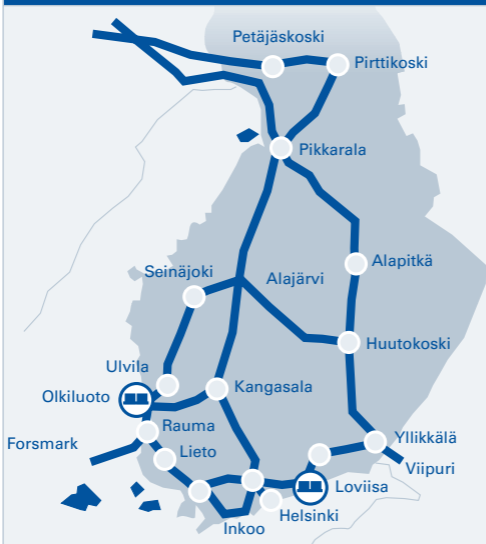 Petäjäskoski
Pirttikoski
Pikkarala
Alapitkä
Seinäjoki
Alajärvi
Huutokoski
Ulvila
Olkiluoto
Kangasala
Rauma
Forsmark
Lieto
Yllikkälä
Viipuri
Loviisa
Helsinki
Inkoo